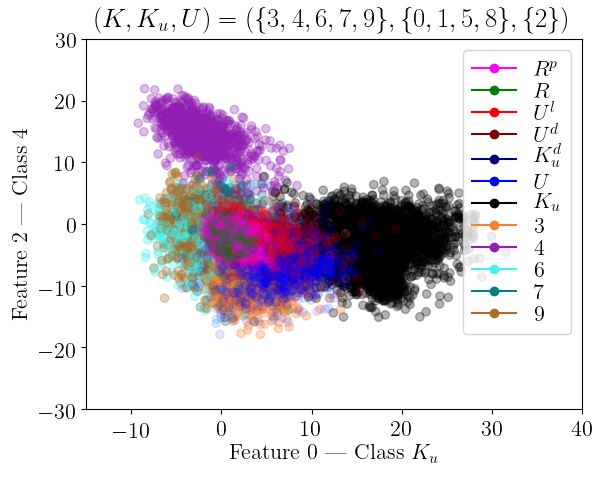 (K, K_u, U) = ({3, 4, 6, 7, 9}, {0, 1, 5, 8}, {2})
30
20
10
0
−10
−20
−30
Feature 2 — Class 4
R^p
R
U^l
U^d
K_u^d
U
K_u
3
4
6
7
9
−10
0
10
20
30
40
Feature 0 — Class K_u